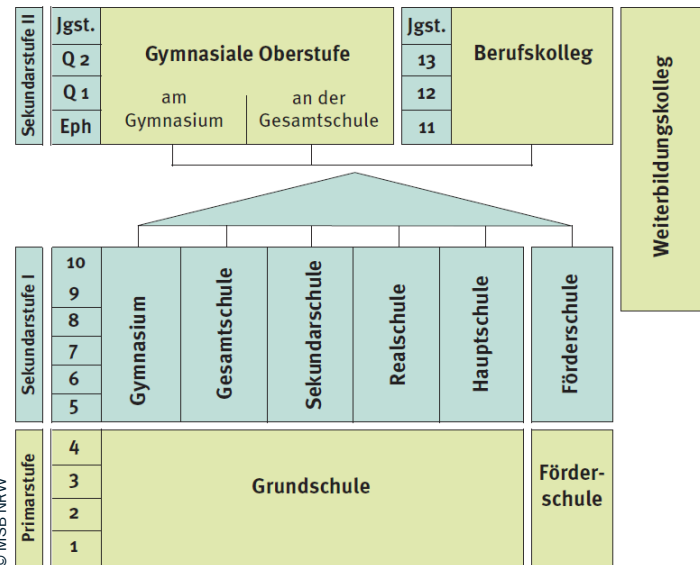 Sekundarstufe II
Jgst.
Q 2
Q 1
Eph
Gymnasiale Oberstufe
am
Gymnasium
an der
Gesamtschule
Jgst.
13
12
11
Berufskolleg
Weiterbildungskolleg
Sekundarstufe I
10
9
8
7
6
5
Gymnasium
Gesamtschule
Sekundarschule
Realschule
Hauptschule
Förderschule
Primarstufe
4
3
2
1
Grundschule
Förder-
schule
© MSB NRW